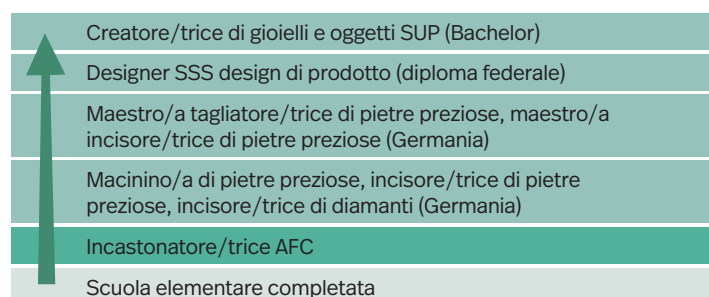 Creatore/trice di gioielli e oggetti SUP (Bachelor)
Designer SSS design di prodotto (diploma federale)
Maestro/a tagliatore/trice di pietre preziose, maestro/a
incisore/trice di pietre preziose (Germania)
Macinino/a di pietre preziose, incisore/trice di pietre
preziose, incisore/trice di diamanti (Germania)
Incastonatore/trice AFC
Scuola elementare completata